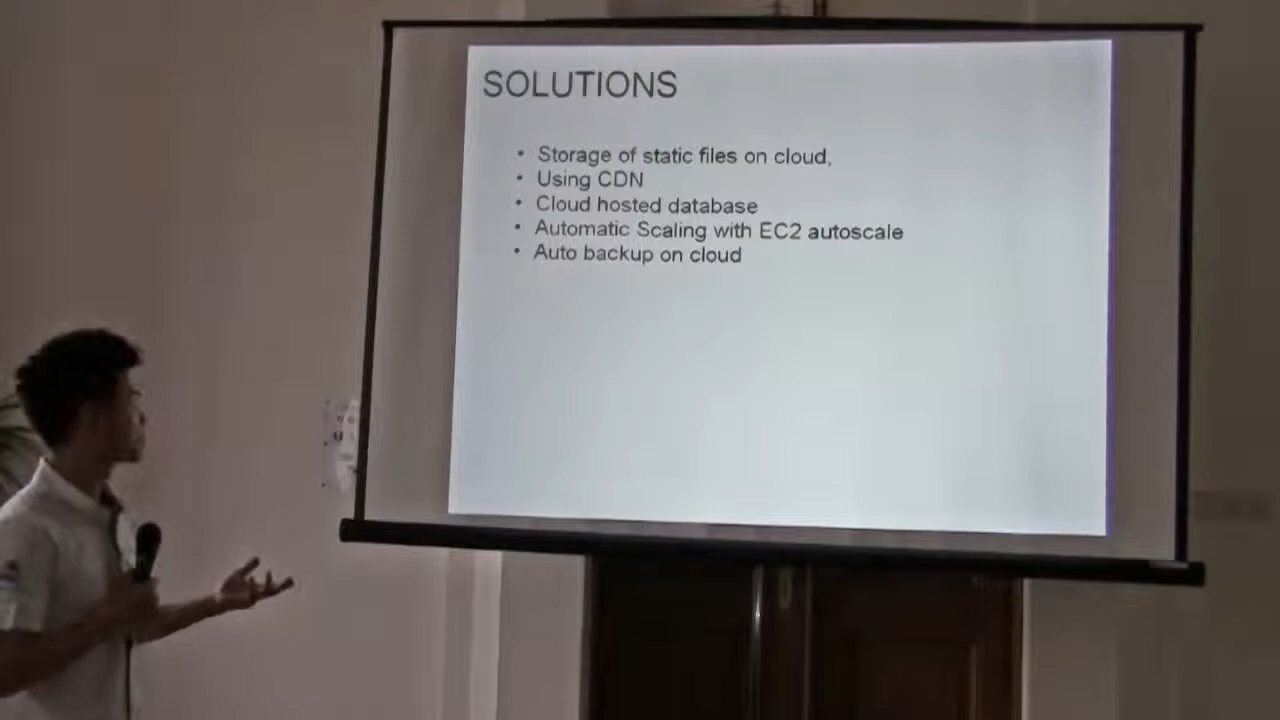 SOLUTIONS
• Storage of static files on cloud,
• Using CDN
• Cloud hosted database
• Automatic Scaling with EC2 autoscale
• Auto backup on cloud